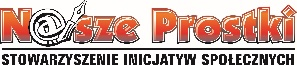 N@sze Prostki
STOWARZYSZENIE INICJATYW SPOŁECZNYCH